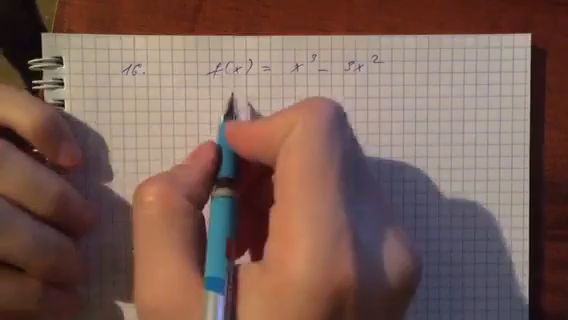 16. f(x) = x³ - 3x²